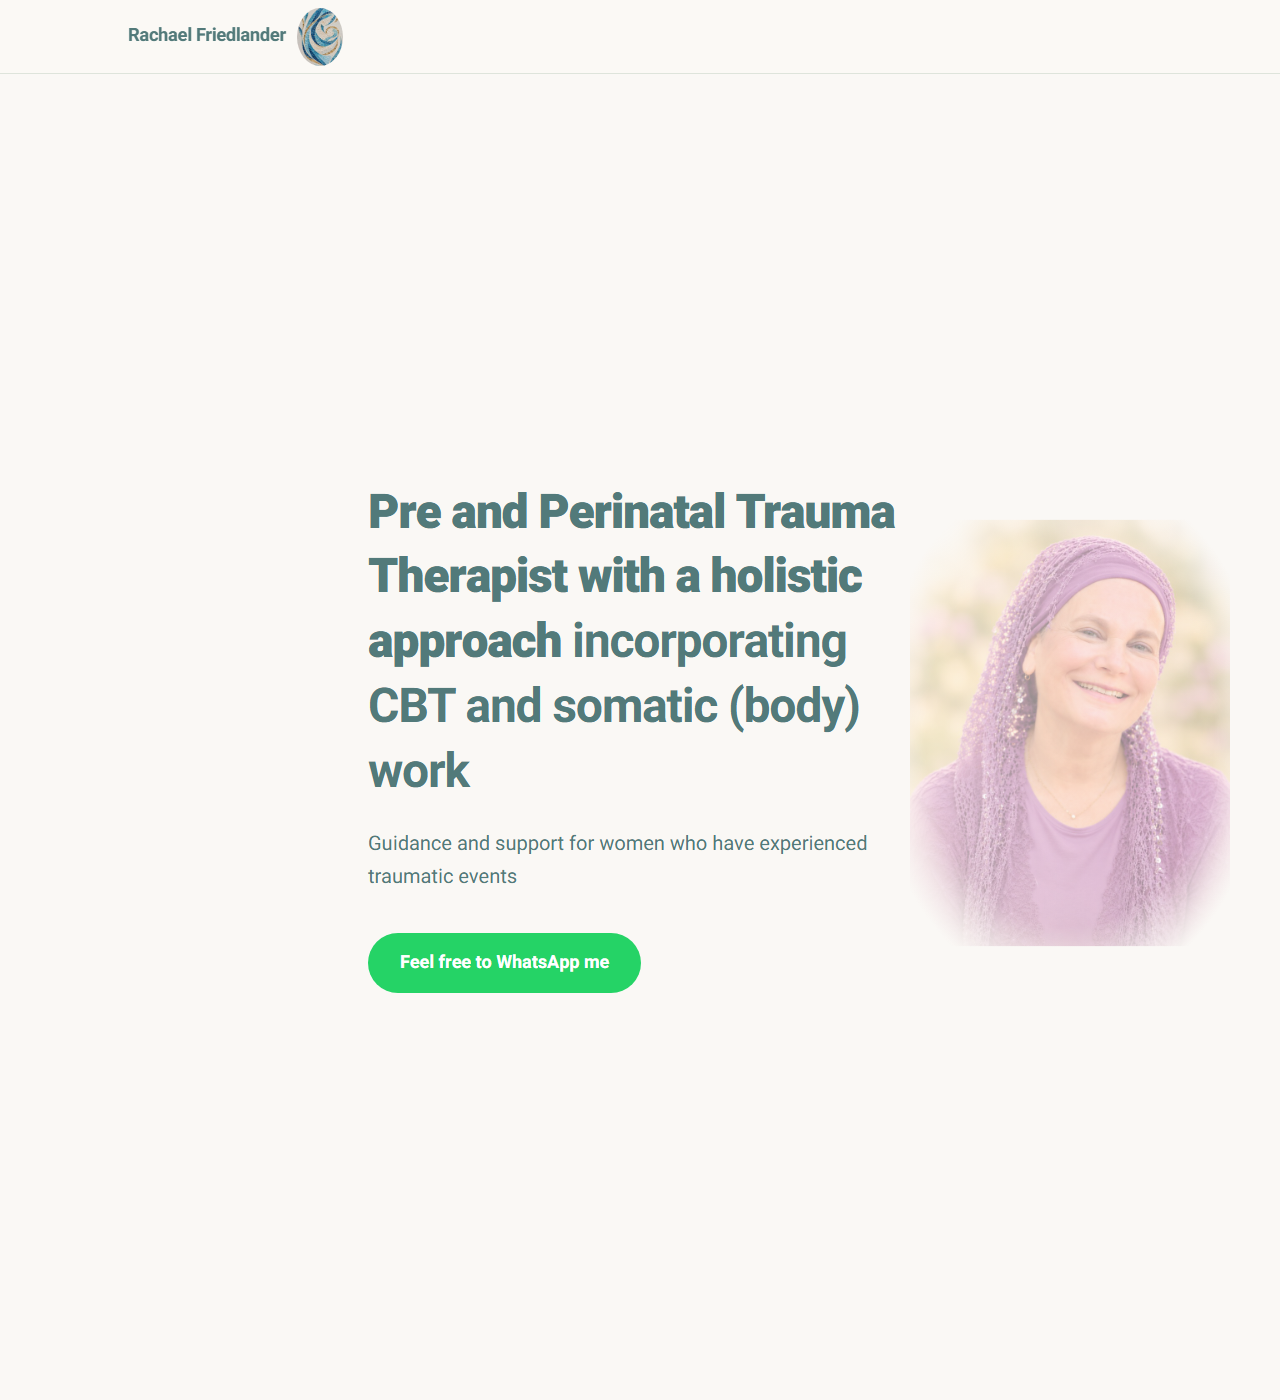 Rachael Friedlander
Pre and Perinatal Trauma
Therapist with a holistic
approach incorporating
CBT and somatic (body)
work
Guidance and support for women who have experienced
traumatic events
Feel free to WhatsApp me